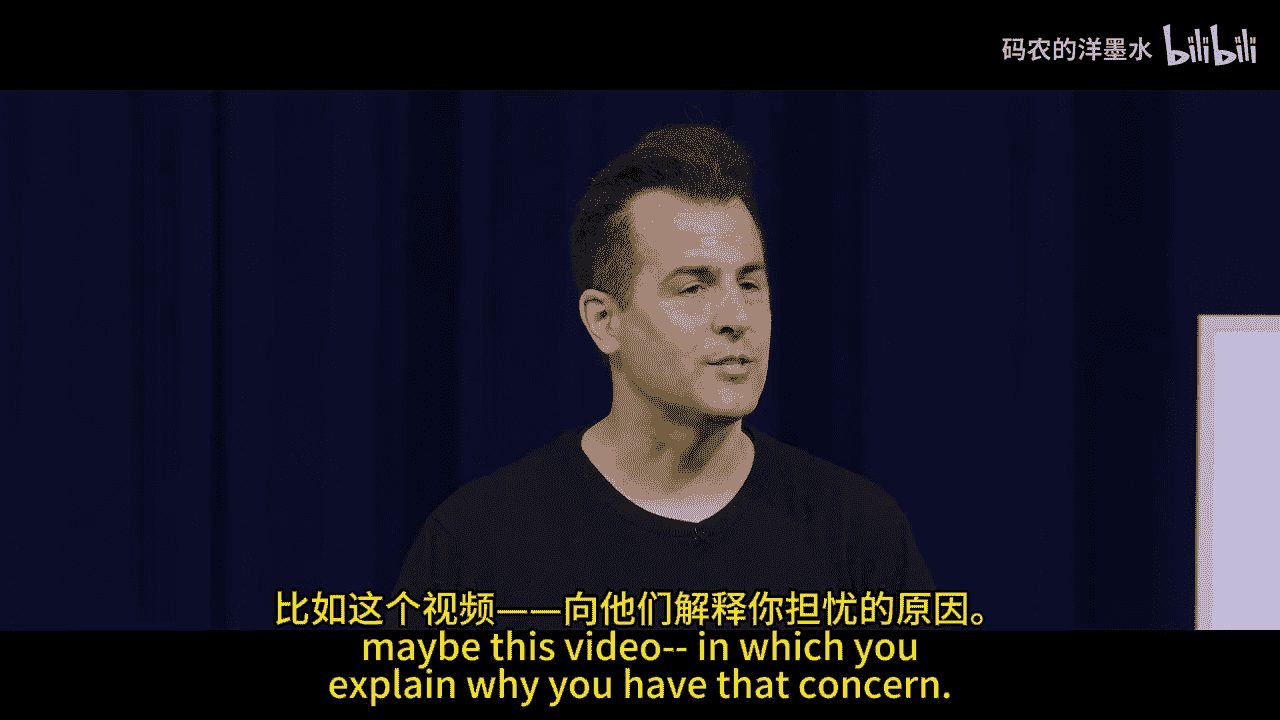 码农的洋墨水 bilibili
比如这个视频——向他们解释你担忧的原因。
maybe this video-- in which you
explain why you have that concern.